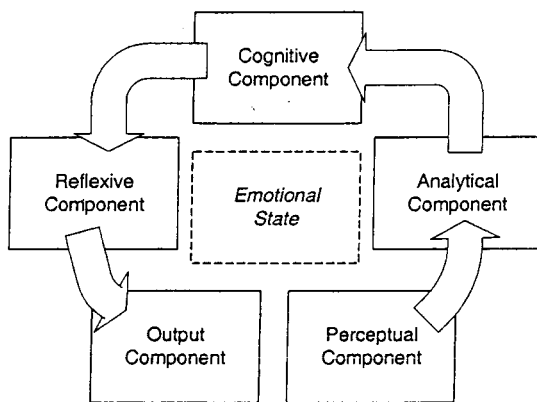 Cognitive
Component
Reflexive
Component
Emotional
State
Analytical
Component
Output
Component
Perceptual
Component